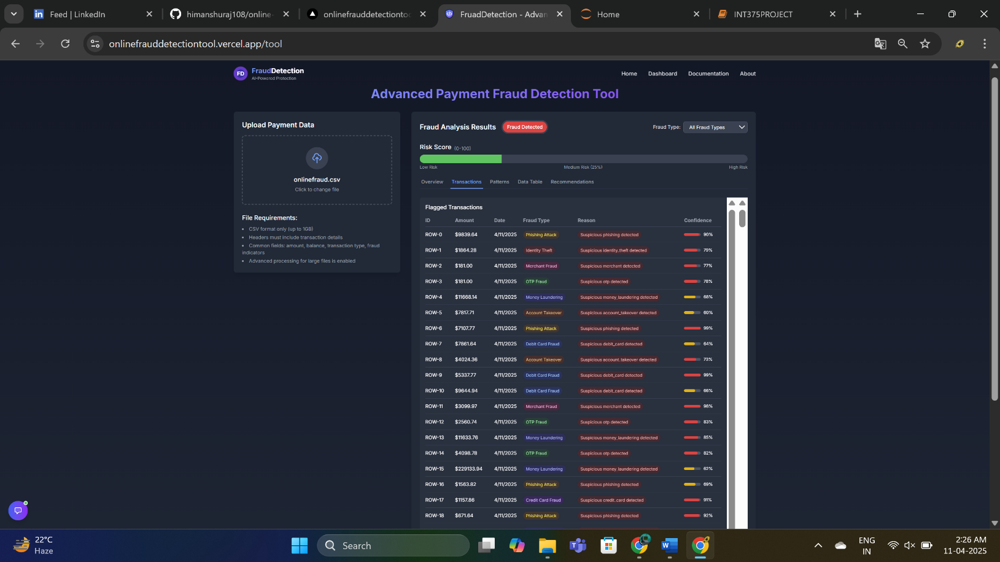 Feed | LinkedIn
himanshuraj108/online-
onlinefrauddetectiontoo
FruadDetection - Advan
Home
INT375PROJECT
onlinefrauddetectiontool.vercel.app/tool
FD
FraudDetection
AI-Powered Protection
Home Dashboard Documentation About
Advanced Payment Fraud Detection Tool
Upload Payment Data
onlinefraud.csv
Click to change file
File Requirements:
• CSV format only (up to 1GB)
• Headers must include transaction details
• Common fields: amount, balance, transaction type, fraud
indicators
• Advanced processing for large files is enabled
Fraud Analysis Results Fraud Detected Fraud Type: All Fraud Types
Risk Score (0-100)
Low Risk Medium Risk (25%) High Risk
Overview Transactions Patterns Data Table Recommendations
Flagged Transactions
ID Amount Date Fraud Type Reason Confidence
ROW-0 $9839.64 4/11/2025 Phishing Attack Suspicious phishing detected 90%
ROW-1 $1864.28 4/11/2025 Identity Theft Suspicious identity_theft detected 79%
ROW-2 $181.00 4/11/2025 Merchant Fraud Suspicious merchant detected 77%
ROW-3 $181.00 4/11/2025 OTP Fraud Suspicious otp detected 78%
ROW-4 $11668.14 4/11/2025 Money Laundering Suspicious money_laundering detected 68%
ROW-5 $7817.71 4/11/2025 Account Takeover Suspicious account_takeover detected 60%
ROW-6 $7107.77 4/11/2025 Phishing Attack Suspicious phishing detected 99%
ROW-7 $7861.64 4/11/2025 Debit Card Fraud Suspicious debit_card detected 64%
ROW-8 $4024.36 4/11/2025 Account Takeover Suspicious account_takeover detected 73%
ROW-9 $5337.77 4/11/2025 Debit Card Fraud Suspicious debit_card detected 99%
ROW-10 $9644.94 4/11/2025 Debit Card Fraud Suspicious debit_card detected 66%
ROW-11 $3099.97 4/11/2025 Merchant Fraud Suspicious merchant detected 98%
ROW-12 $2560.74 4/11/2025 OTP Fraud Suspicious otp detected 83%
ROW-13 $11633.76 4/11/2025 Money Laundering Suspicious money_laundering detected 85%
ROW-14 $4098.78 4/11/2025 OTP Fraud Suspicious otp detected 82%
ROW-15 $229133.94 4/11/2025 Money Laundering Suspicious money_laundering detected 62%
ROW-16 $1563.82 4/11/2025 Phishing Attack Suspicious phishing detected 69%
ROW-17 $1157.86 4/11/2025 Credit Card Fraud Suspicious credit_card detected 91%
ROW-18 $671.64 4/11/2025 Phishing Attack Suspicious phishing detected 92%
22°C
Haze
Search
ENG
IN
2:26 AM
11-04-2025